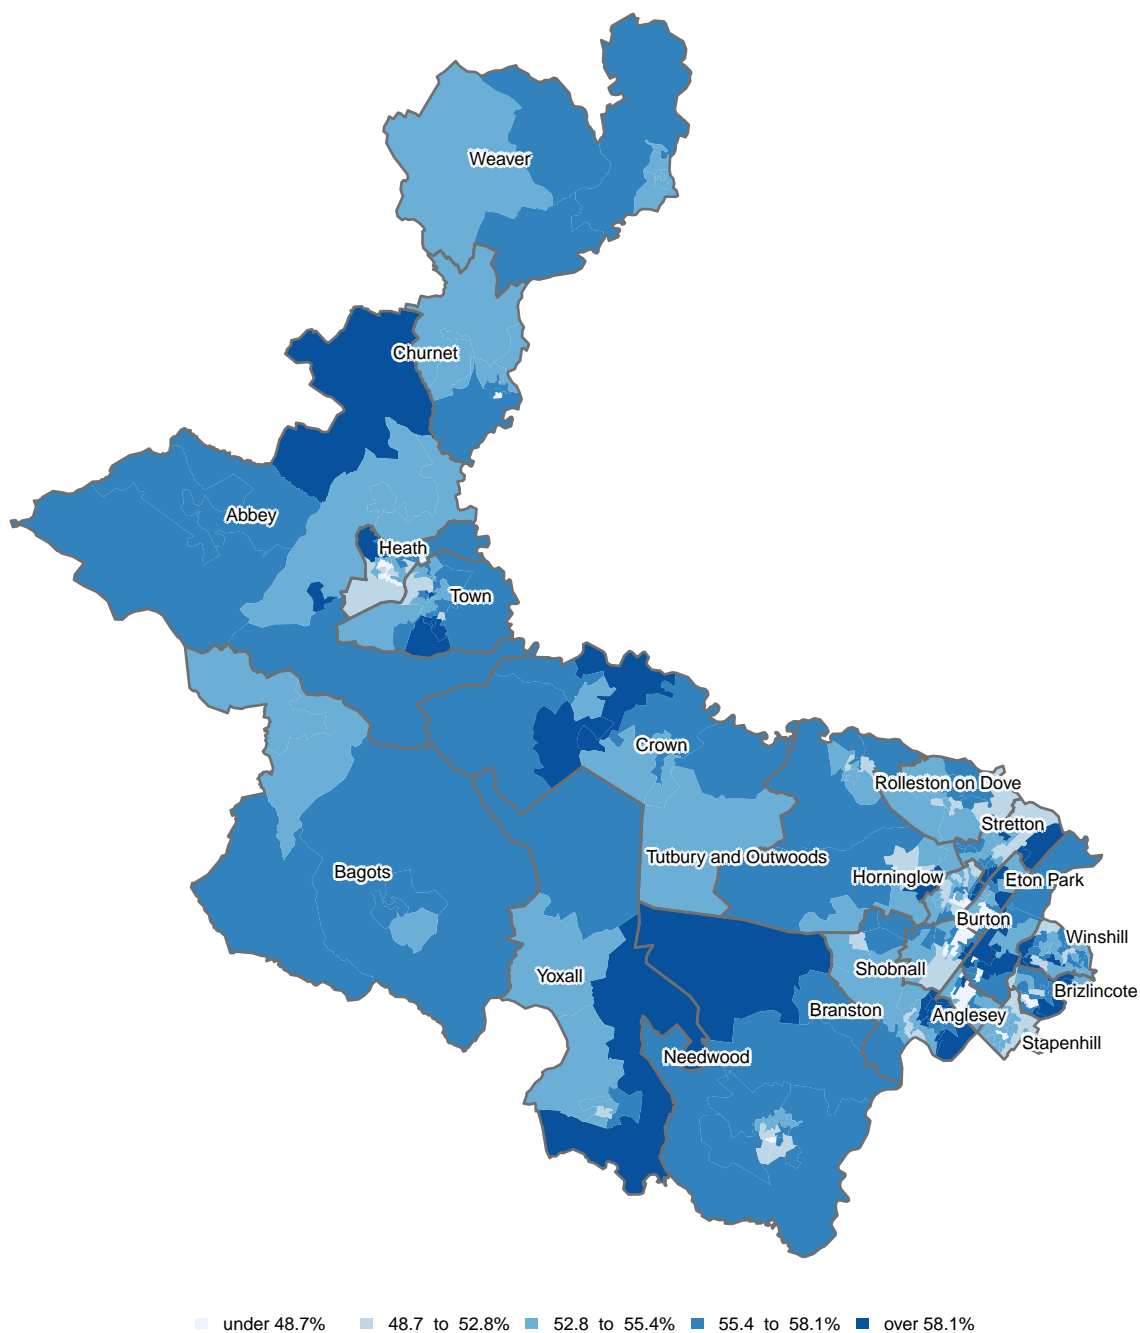 Weaver
Churnet
Abbey
Heath
Town
Crown
Rolleston on Dove
Stretton
Tutbury and Outwoods
Bagots
Horninglow
Eton Park
Burton
Winshill
Shobnall
Yoxall
Brizlincote
Branston
Anglesey
Stapenhill
Needwood
under 48.7% 48.7 to 52.8% 52.8 to 55.4% 55.4 to 58.1% over 58.1%